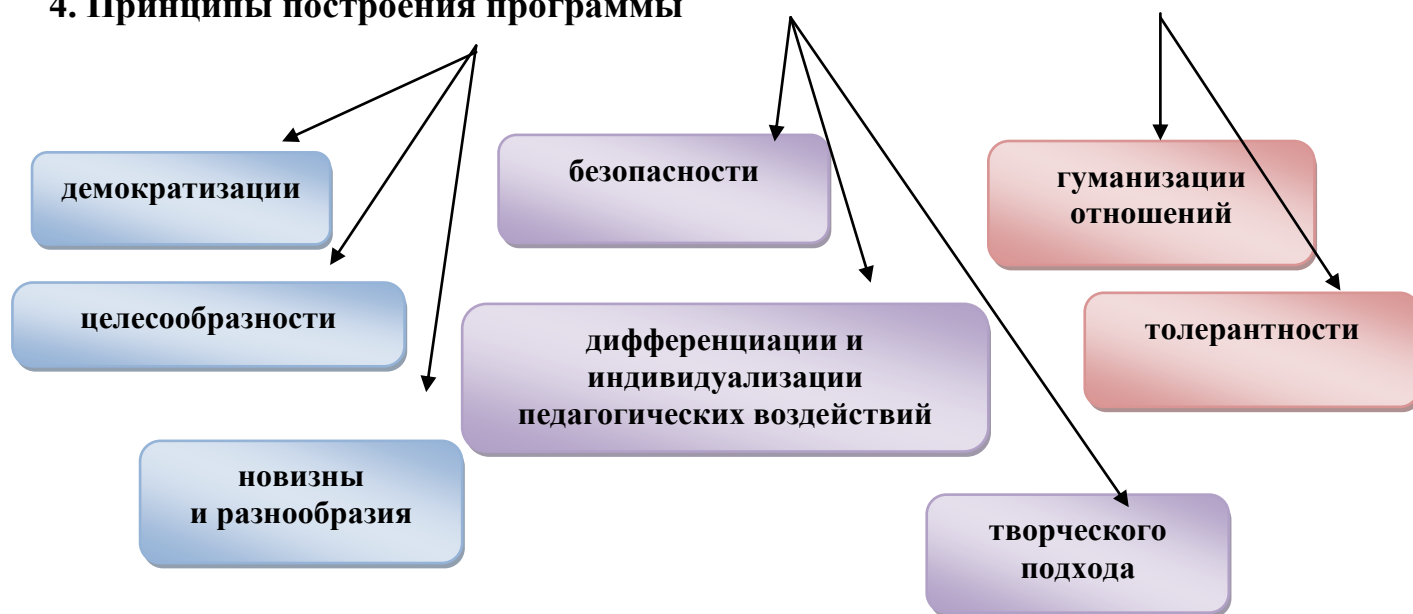 4. Принципы построения программы
демократизации
безопасности
гуманизации
отношений
целесообразности
толерантности
дифференциации и
индивидуализации
педагогических воздействий
новизны
и разнообразия
творческого
подхода